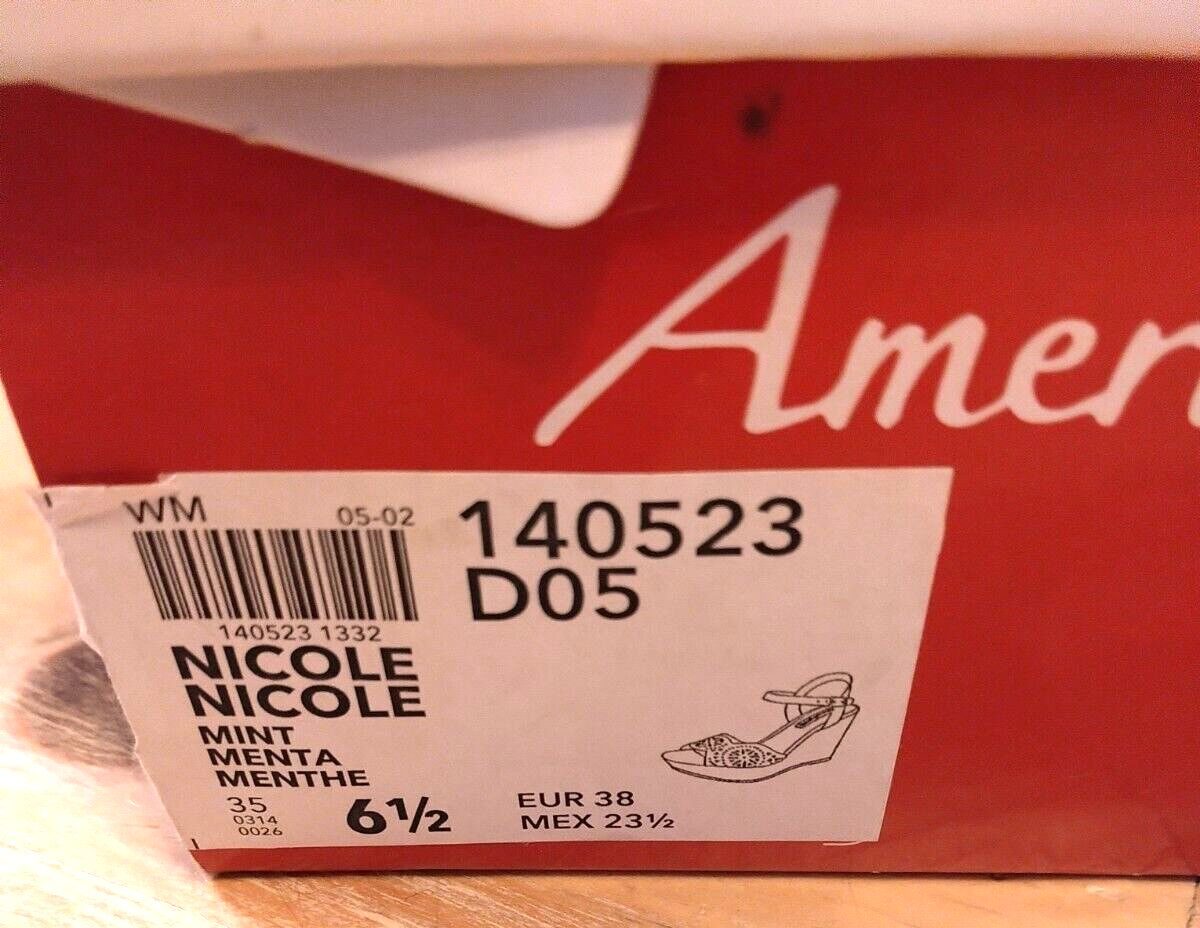 Amer
WM 05-02
140523
D05
140523 1332
NICOLE
NICOLE
MINT
MENTA
MENTHE
35
0314
0026
6½
EUR 38
MEX 23½